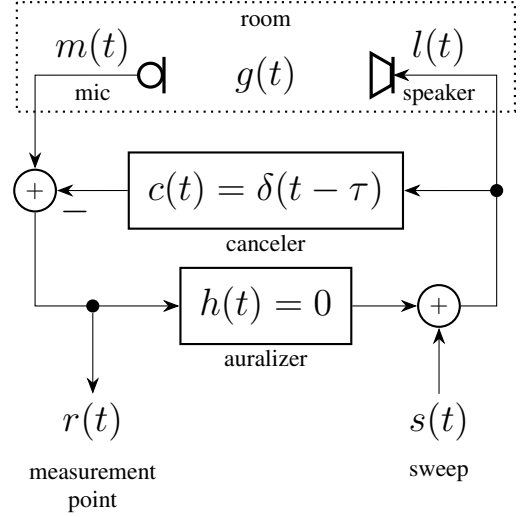 room
m(t)
l(t)
g(t)
mic
speaker
+
−
c(t) = δ(t − τ)
canceler
h(t) = 0
+
auralizer
r(t)
s(t)
measurement
point
sweep